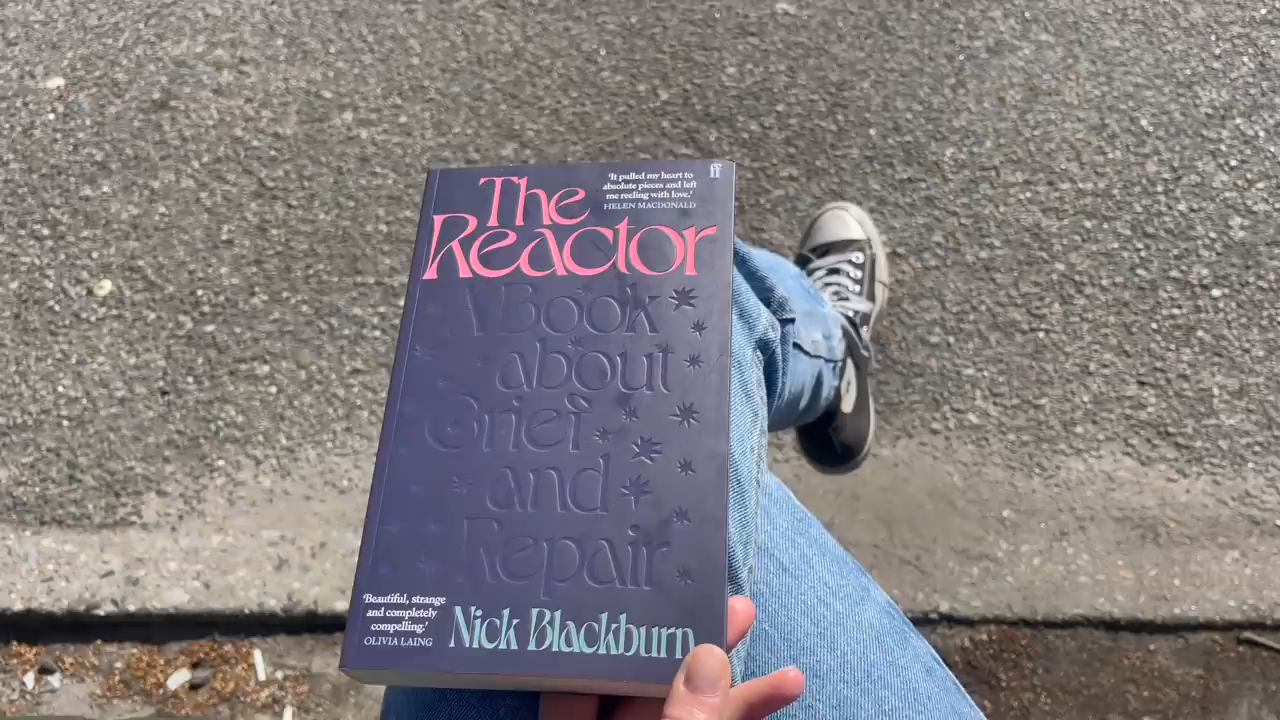 The
Reactor
'It pulled my heart to
absolute pieces and left
me reeling with love.'
HELEN MACDONALD
ff
A Book
about
Grief
and
Repair
'Beautiful, strange
and completely
compelling.'
OLIVIA LAING
Nick Blackburn